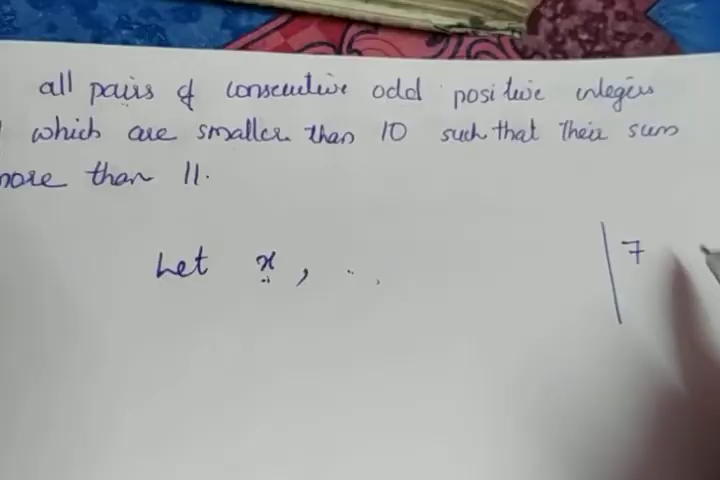 all pairs of consecutive odd positive integers
which are smaller than 10 such that their sum
more than 11.
Let x,
7